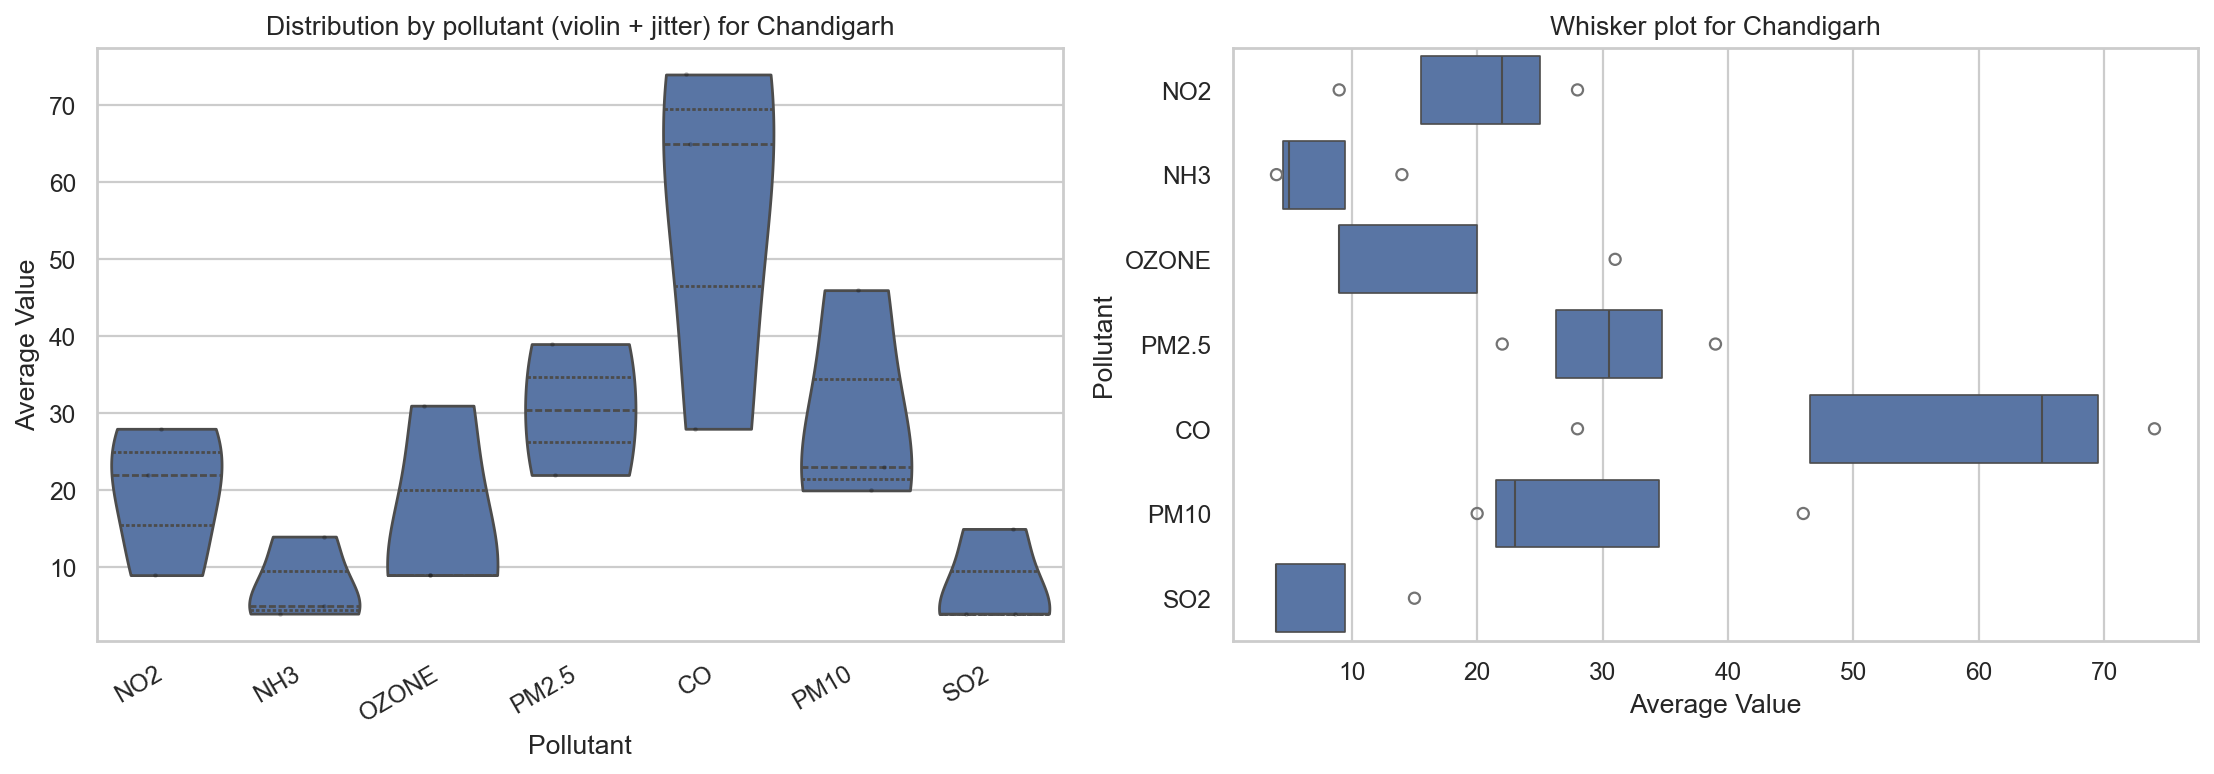 Distribution by pollutant (violin + jitter) for Chandigarh
70
60
50
40
30
20
10
Average Value
NO2
NH3
OZONE
PM2.5
CO
PM10
SO2
Pollutant
Whisker plot for Chandigarh
NO2
NH3
OZONE
PM2.5
CO
PM10
SO2
Pollutant
10
20
30
40
50
60
70
Average Value